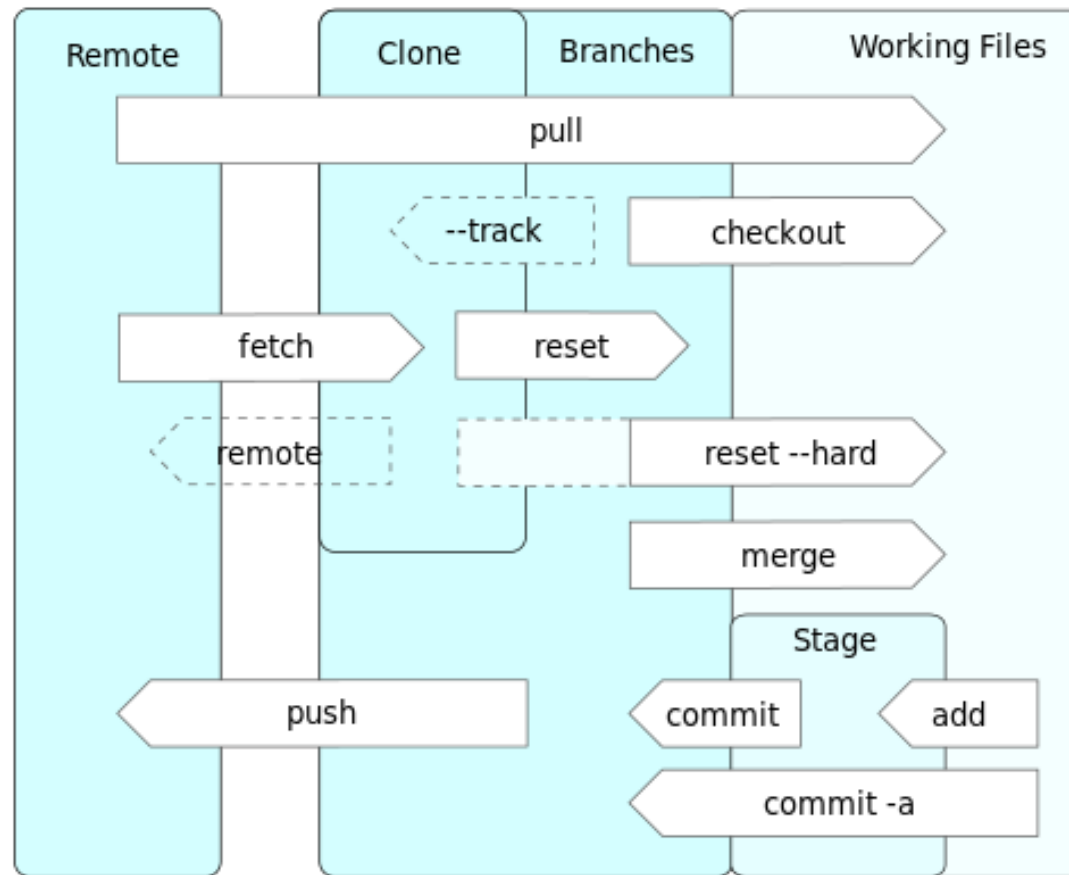 Remote
Clone
Branches
Working Files
pull
--track
checkout
fetch
reset
remote
reset --hard
merge
Stage
push
commit
add
commit -a